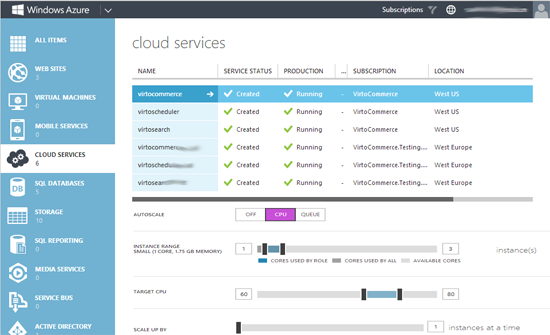 Windows Azure
Subscriptions
ALL ITEMS
WEB SITES
3
VIRTUAL MACHINES
0
MOBILE SERVICES
0
CLOUD SERVICES
6
SQL DATABASES
5
STORAGE
10
SQL REPORTING
0
MEDIA SERVICES
0
SERVICE BUS
0
ACTIVE DIRECTORY
1
cloud services
NAME SERVICE STATUS PRODUCTION ... SUBSCRIPTION LOCATION
virtocommerce Created Running - VirtoCommerce West US
virtoscheduler Created Running - VirtoCommerce West US
virtosearch Created Running - VirtoCommerce West US
virtocommerce Created Running - VirtoCommerce.Testing.... West Europe
virtoschedu Created Running - VirtoCommerce.Testing.... West Europe
virtosear Created Running - VirtoCommerce.Testing.... West Europe
AUTOSCALE OFF CPU QUEUE
INSTANCE RANGE
SMALL (1 CORE, 1.75 GB MEMORY) 1 3 instance(s)
CORES USED BY ROLE CORES USED BY ALL AVAILABLE CORES
TARGET CPU 60 80
SCALE UP BY 1 instances at a time